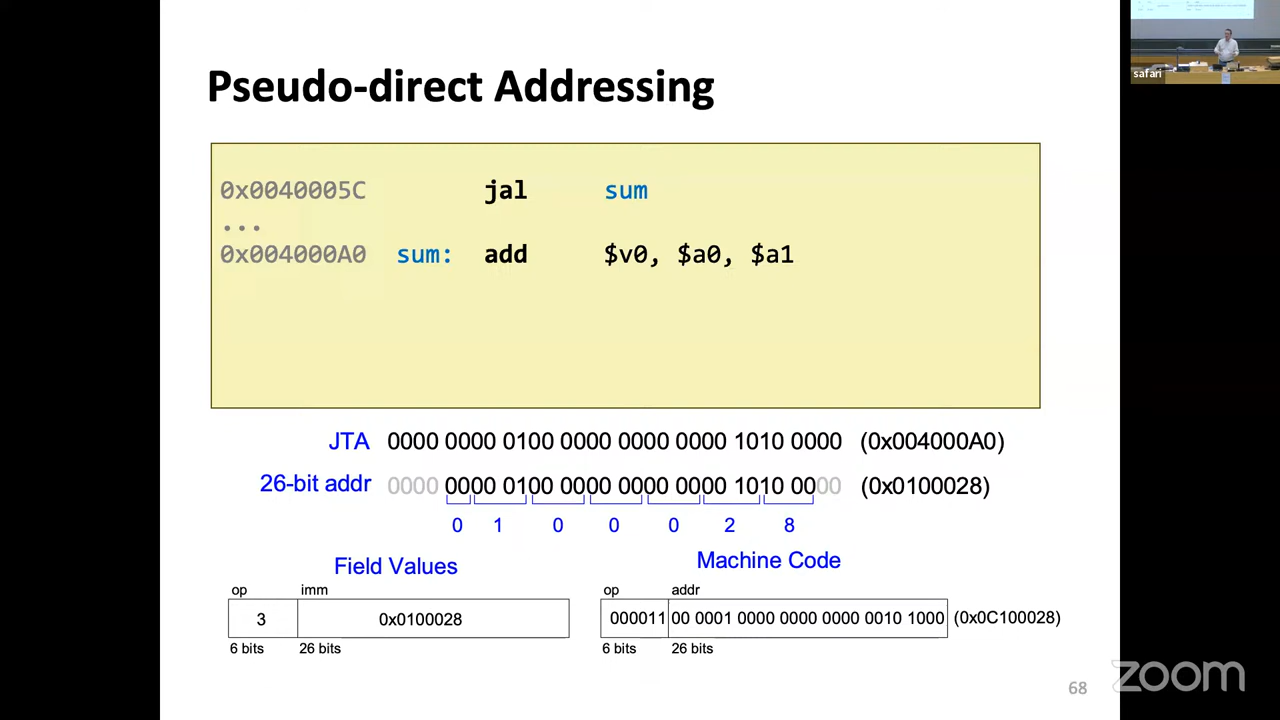 safari
Pseudo-direct Addressing
0x0040005C jal sum
...
0x004000A0 sum: add $v0, $a0, $a1
JTA 0000 0000 0100 0000 0000 0000 1010 0000 (0x004000A0)
26-bit addr 0000 0000 0100 0000 0000 0000 1010 0000 (0x0100028)
0 1 0 0 0 2 8
Field Values
Machine Code
op imm
3 0x0100028
6 bits 26 bits
op addr
000011 00 0001 0000 0000 0000 0010 1000 (0x0C100028)
6 bits 26 bits
68
zoom